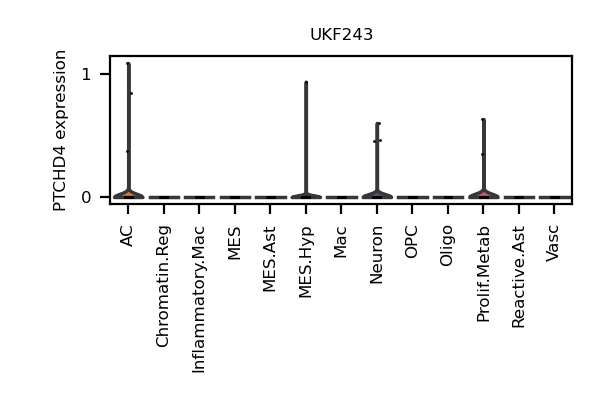 UKF243
PTCHD4 expression
1
0
AC
Chromatin.Reg
Inflammatory.Mac
MES
MES.Ast
MES.Hyp
Mac
Neuron
OPC
Oligo
Prolif.Metab
Reactive.Ast
Vasc